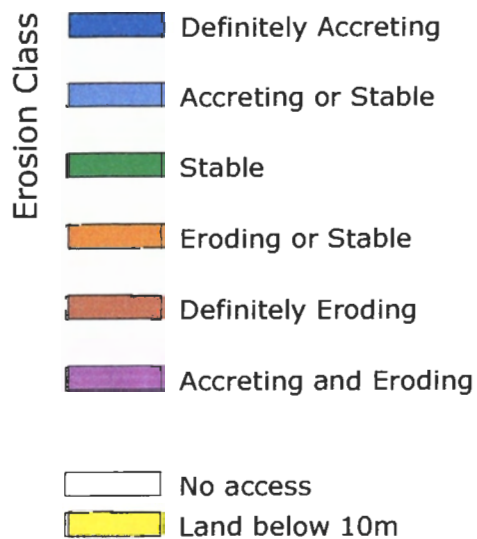 Erosion Class
Definitely Accreting
Accreting or Stable
Stable
Eroding or Stable
Definitely Eroding
Accreting and Eroding
No access
Land below 10m